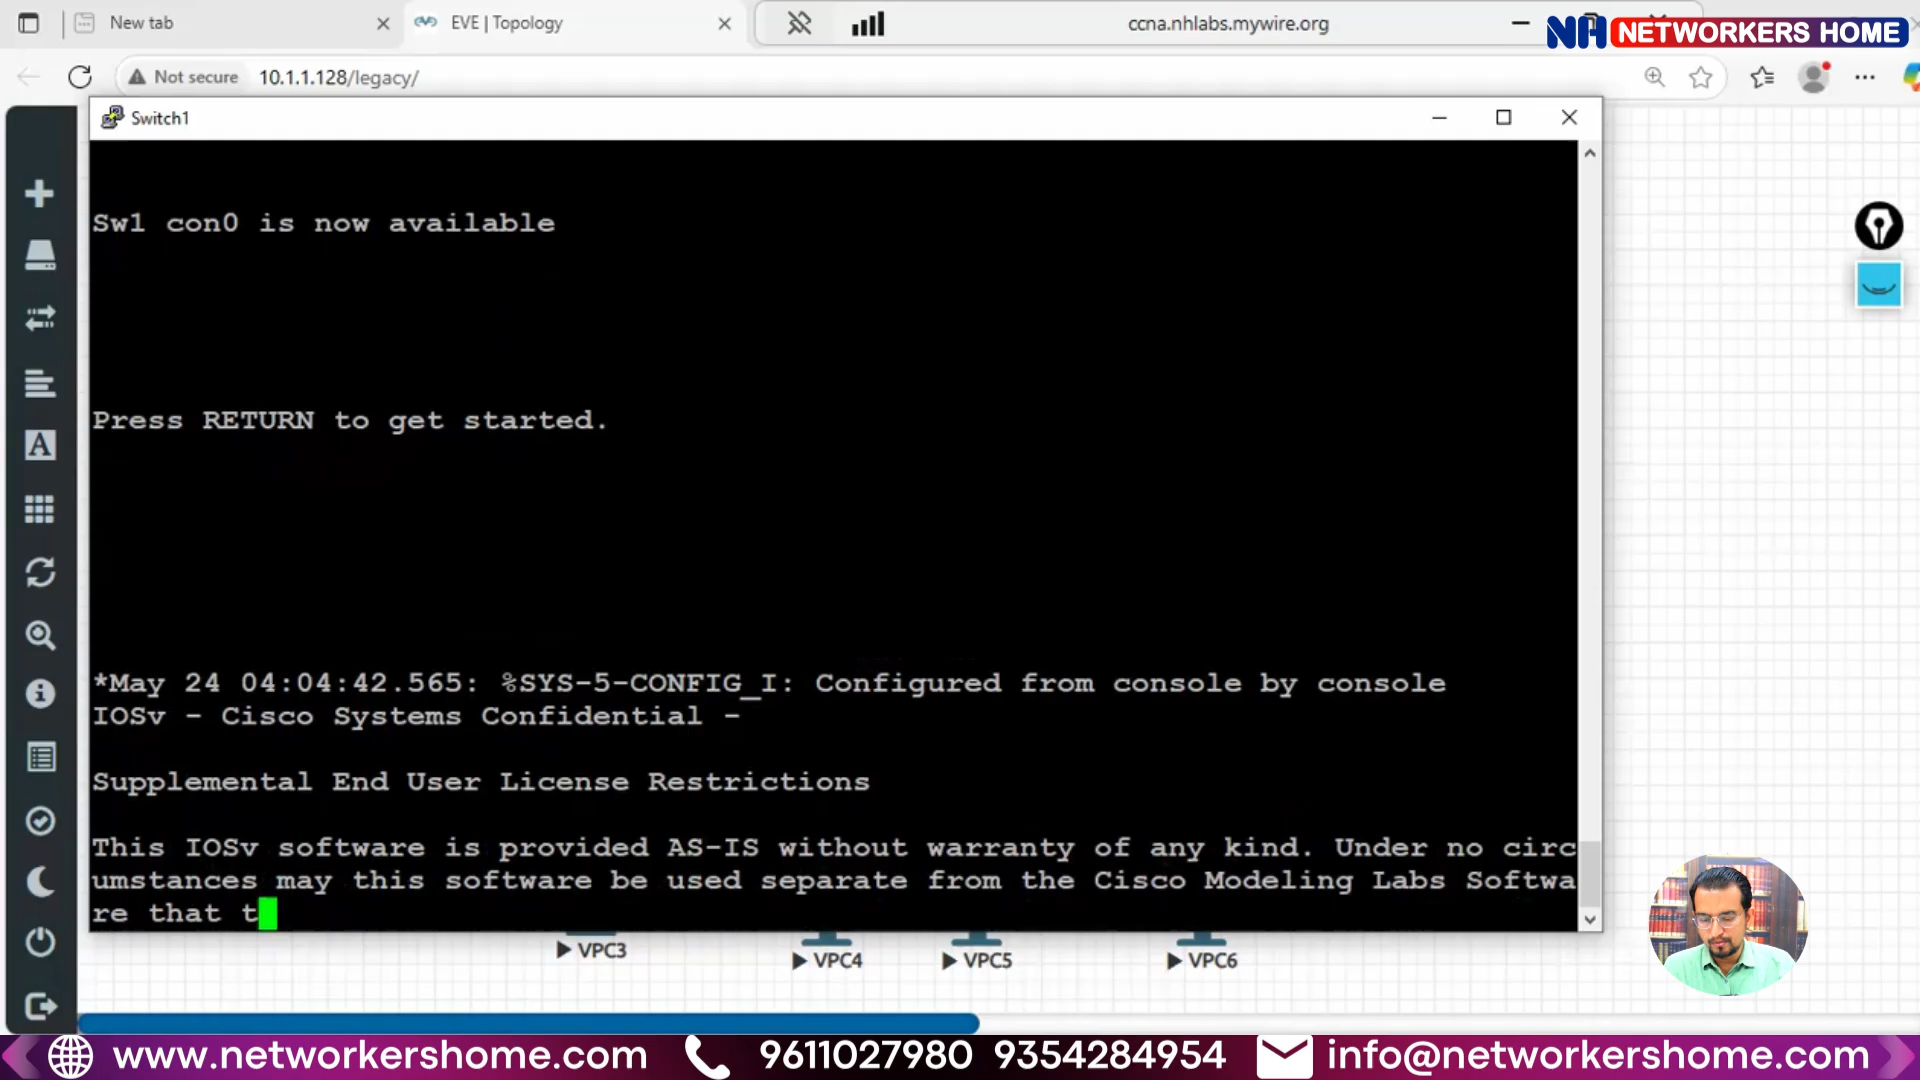 New tab
EVE | Topology
ccna.nhlabs.mywire.org
NH NETWORKERS HOME
Not secure
10.1.1.128/legacy/
Switch1
Sw1 con0 is now available
Press RETURN to get started.
*May 24 04:04:42.565: %SYS-5-CONFIG_I: Configured from console by console
IOSv - Cisco Systems Confidential -
Supplemental End User License Restrictions
This IOSv software is provided AS-IS without warranty of any kind. Under no circ
umstances may this software be used separate from the Cisco Modeling Labs Softwa
re that t
VPC3
VPC4
VPC5
VPC6
www.networkershome.com
9611027980 9354284954
info@networkershome.com